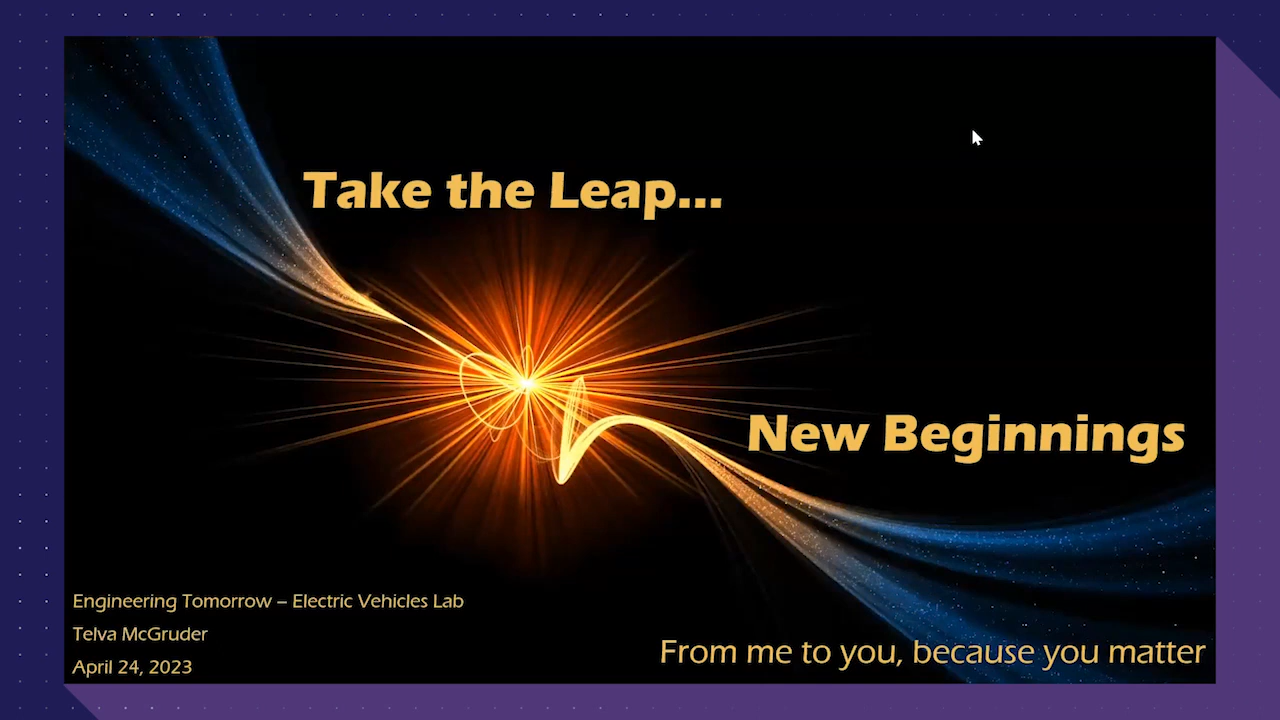 Take the Leap...
New Beginnings
Engineering Tomorrow – Electric Vehicles Lab
Telva McGruder
April 24, 2023
From me to you, because you matter